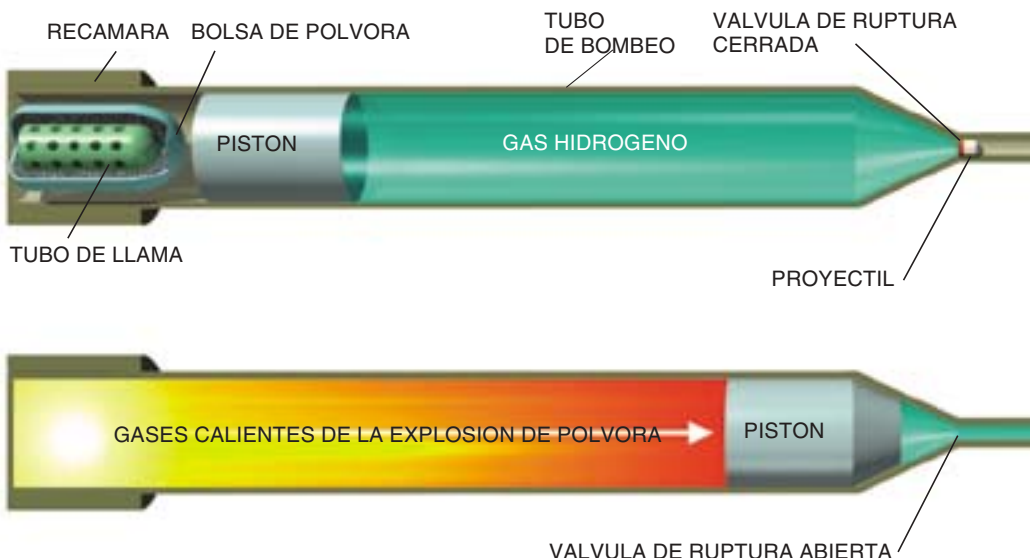 RECAMARA
BOLSA DE POLVORA
TUBO
DE BOMBEO
VALVULA DE RUPTURA
CERRADA
PISTON
GAS HIDROGENO
TUBO DE LLAMA
PROYECTIL
GASES CALIENTES DE LA EXPLOSION DE POLVORA
PISTON
VALVULA DE RUPTURA ABIERTA